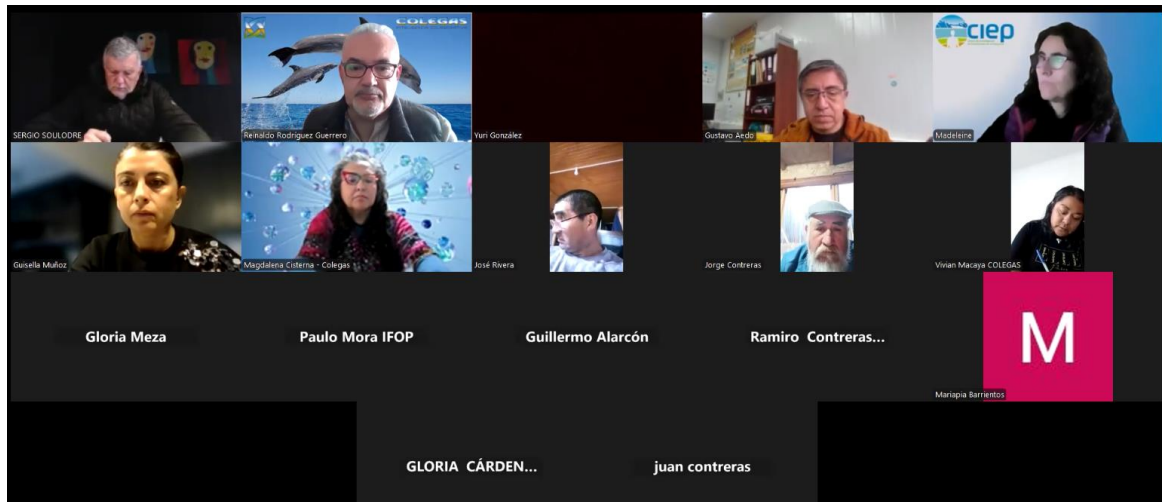 COLEGAS
ciep
SERGIO SOULODRE
Reinaldo Rodríguez Guerrero
Yuri González
Gustavo Aedo
Madeleine
Guisella Muñoz
Magdalena Cisterna - Colegas
José Rivera
Jorge Contreras
Vivian Macaya COLEGAS
Gloria Meza
Paulo Mora IFOP
Guillermo Alarcón
Ramiro Contreras...
M
Mariapia Barrientos
GLORIA CÁRDEN...
juan contreras